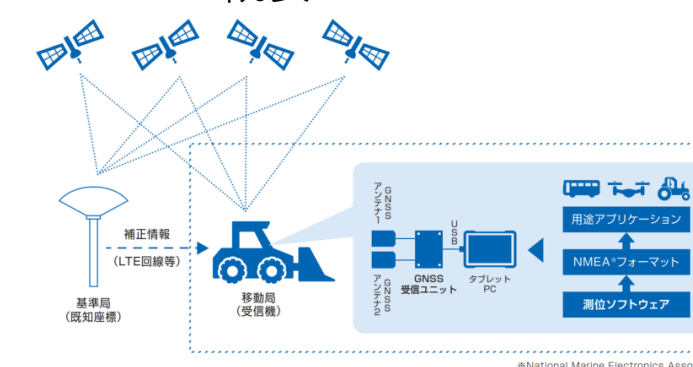 GNSS
アンテナ1
USB
用途アプリケーション
補正情報
(LTE回線等)
NMEA※フォーマット
GNSS
受信ユニット
タブレット
PC
GNSS
アンテナ2
基準局
(既知座標)
移動局
(受信機)
測位ソフトウェア
※National Marine Electronics Asso